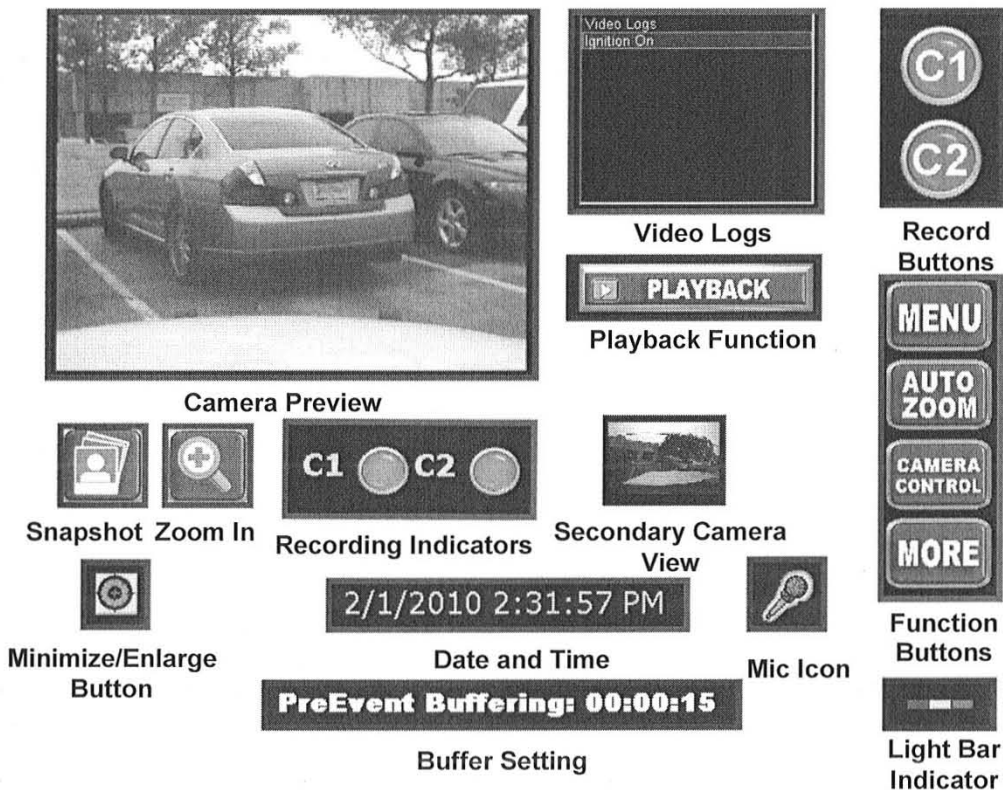 Video Logs
Ignition On
C1
C2
Video Logs
Record
Buttons
PLAYBACK
Playback Function
MENU
AUTO
ZOOM
CAMERA
CONTROL
MORE
Camera Preview
C1 C2
Snapshot
Zoom In
Recording Indicators
Secondary Camera
View
2/1/2010 2:31:57 PM
Function
Buttons
Minimize/Enlarge
Button
Date and Time
Mic Icon
PreEvent Buffering: 00:00:15
Buffer Setting
Light Bar
Indicator